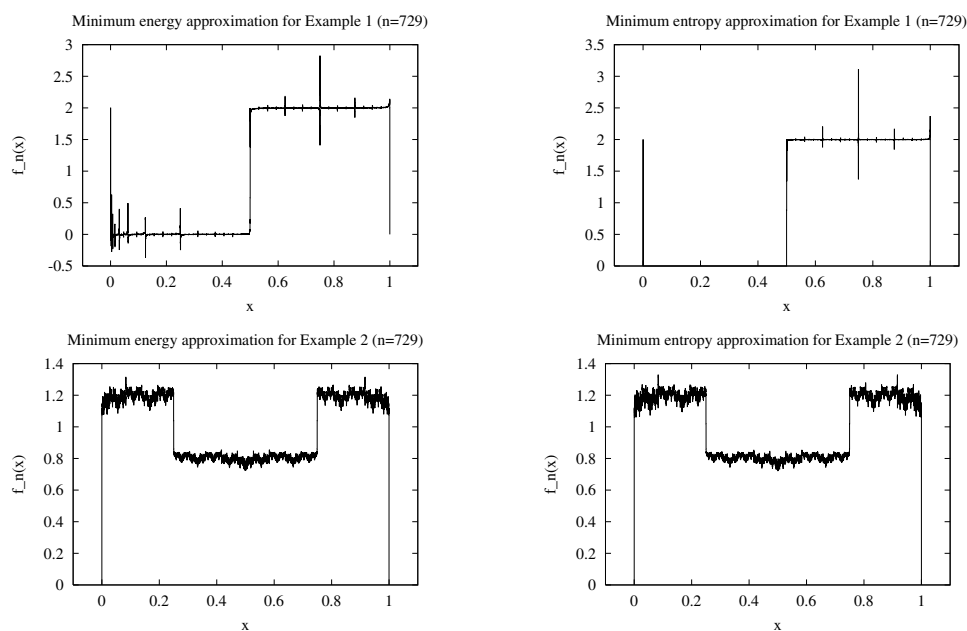 Minimum energy approximation for Example 1 (n=729)
3
2.5
2
1.5
1
0.5
0
-0.5
f_n(x)
0 0.2 0.4 0.6 0.8 1
x
Minimum entropy approximation for Example 1 (n=729)
3.5
3
2.5
2
1.5
1
0.5
0
f_n(x)
0 0.2 0.4 0.6 0.8 1
x
Minimum energy approximation for Example 2 (n=729)
1.4
1.2
1
0.8
0.6
0.4
0.2
0
f_n(x)
0 0.2 0.4 0.6 0.8 1
x
Minimum entropy approximation for Example 2 (n=729)
1.4
1.2
1
0.8
0.6
0.4
0.2
0
f_n(x)
0 0.2 0.4 0.6 0.8 1
x